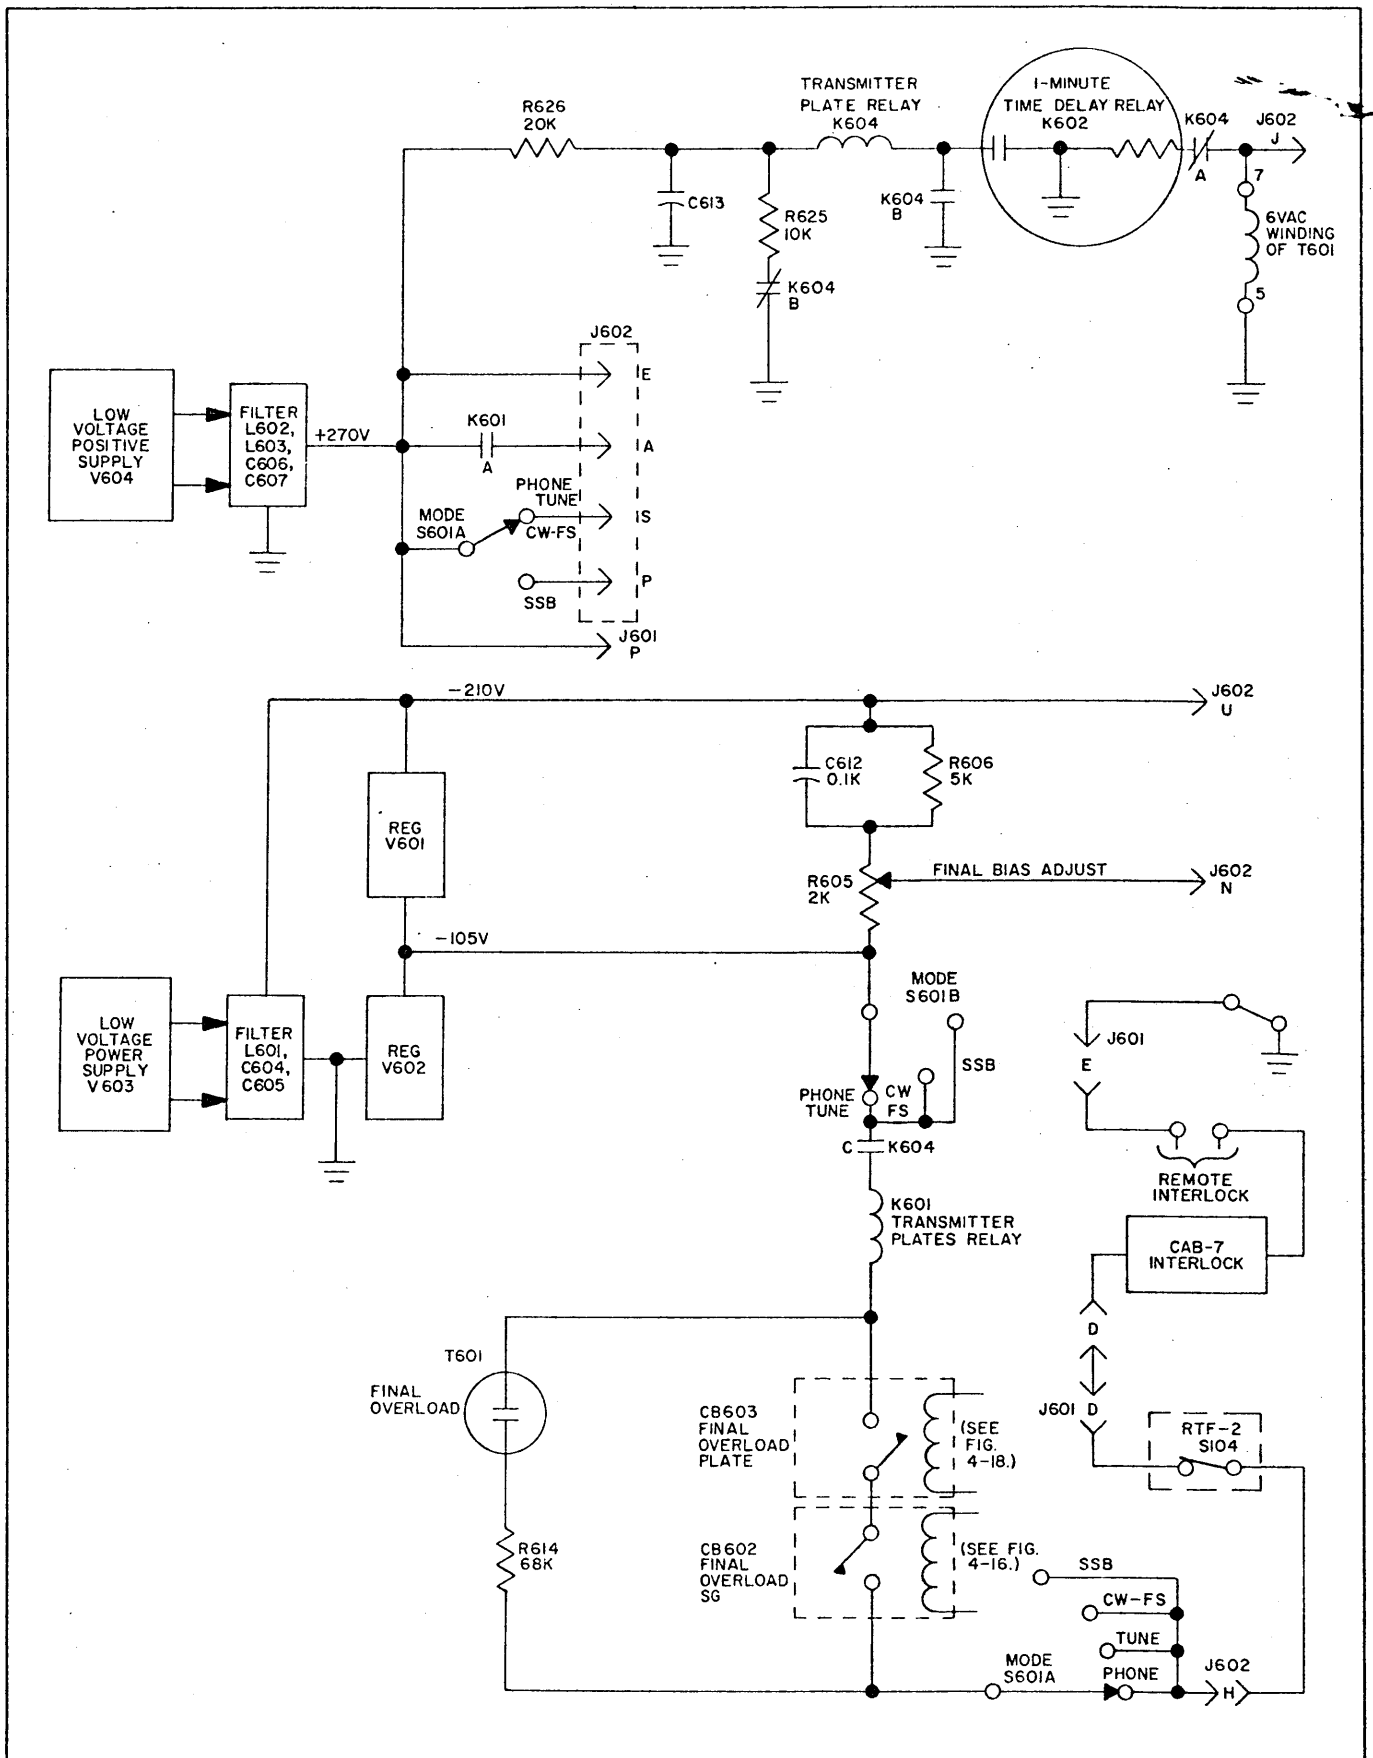 R626
20K
TRANSMITTER
PLATE RELAY
K604
1-MINUTE
TIME DELAY RELAY
K602
K604
A
J602
J
C613
R625
10K
K604
B
K604
B
7
6VAC
WINDING
OF T601
5
J602
E
A
S
P
LOW
VOLTAGE
POSITIVE
SUPPLY
V604
FILTER
L602,
L603,
C606,
C607
+270V
K601
A
PHONE
TUNE
MODE
S601A
CW-FS
SSB
J601
P
-210V
J602
U
C612
0.1K
R606
5K
REG
V601
R605
2K
FINAL BIAS ADJUST
J602
N
-105V
LOW
VOLTAGE
POWER
SUPPLY
V603
FILTER
L601,
C604,
C605
REG
V602
MODE
S601B
SSB
PHONE
TUNE
CW
FS
C
K604
J601
E
REMOTE
INTERLOCK
K601
TRANSMITTER
PLATES RELAY
CAB-7
INTERLOCK
D
T601
FINAL
OVERLOAD
CB603
FINAL
OVERLOAD
PLATE
(SEE
FIG.
4-18.)
J601 D
RTF-2
S104
R614
68K
CB602
FINAL
OVERLOAD
SG
(SEE FIG.
4-16.)
SSB
CW-FS
TUNE
MODE
S601A
PHONE
J602
H